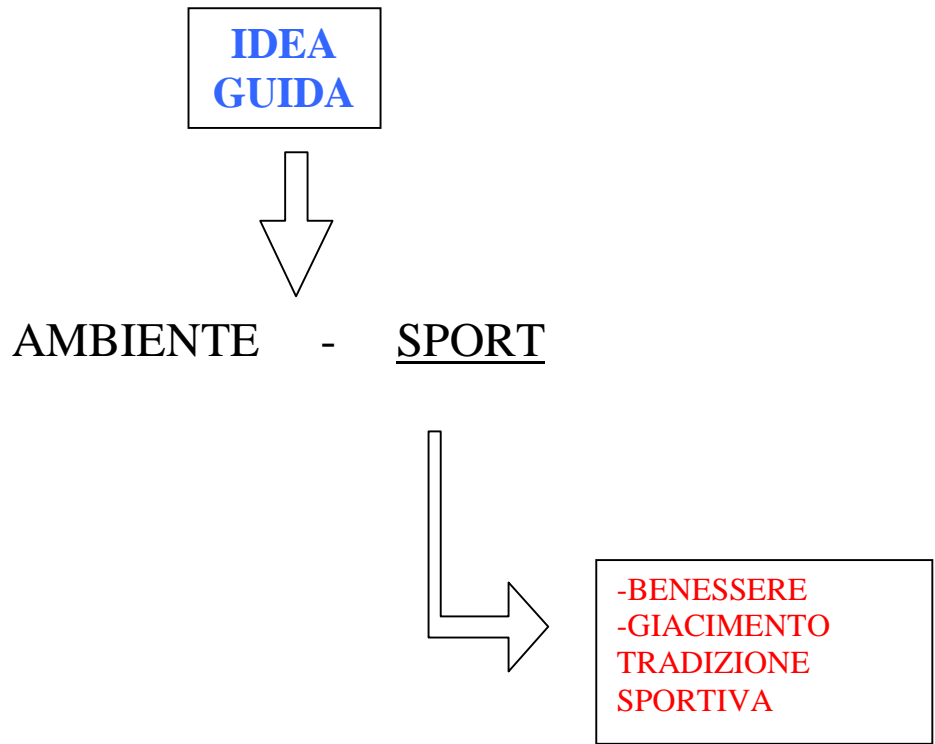 IDEA
GUIDA
AMBIENTE - SPORT
-BENESSERE
-GIACIMENTO
TRADIZIONE
SPORTIVA